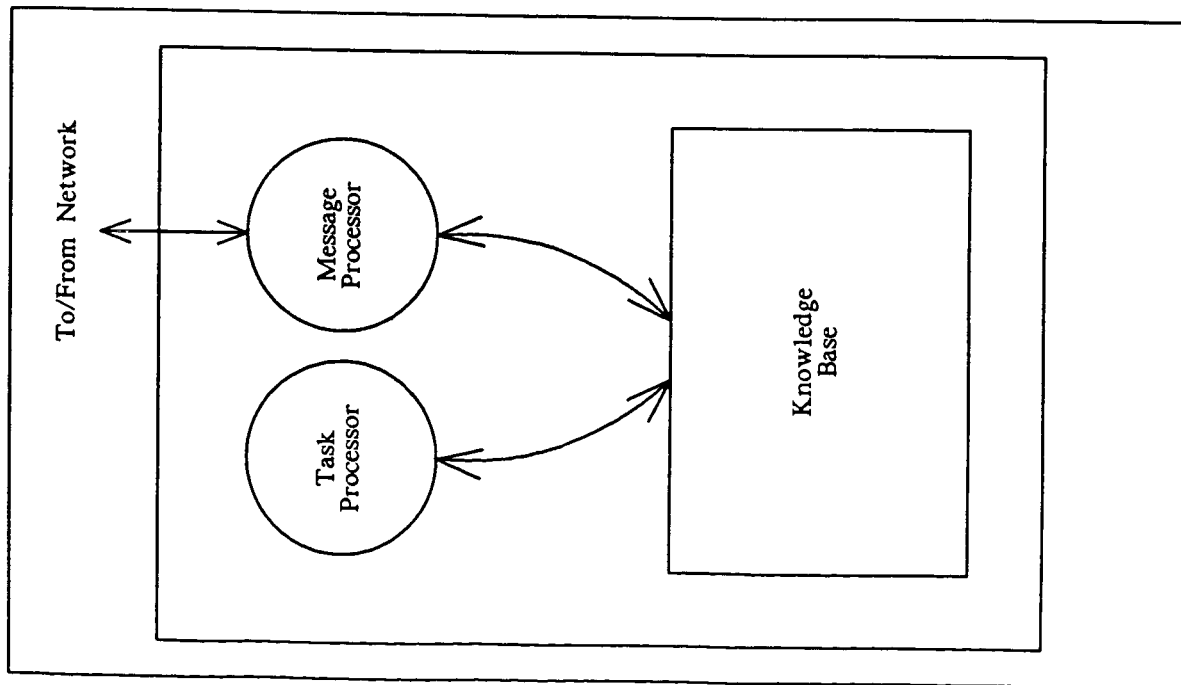 To/From Network
Message
Processor
Task
Processor
Knowledge
Base